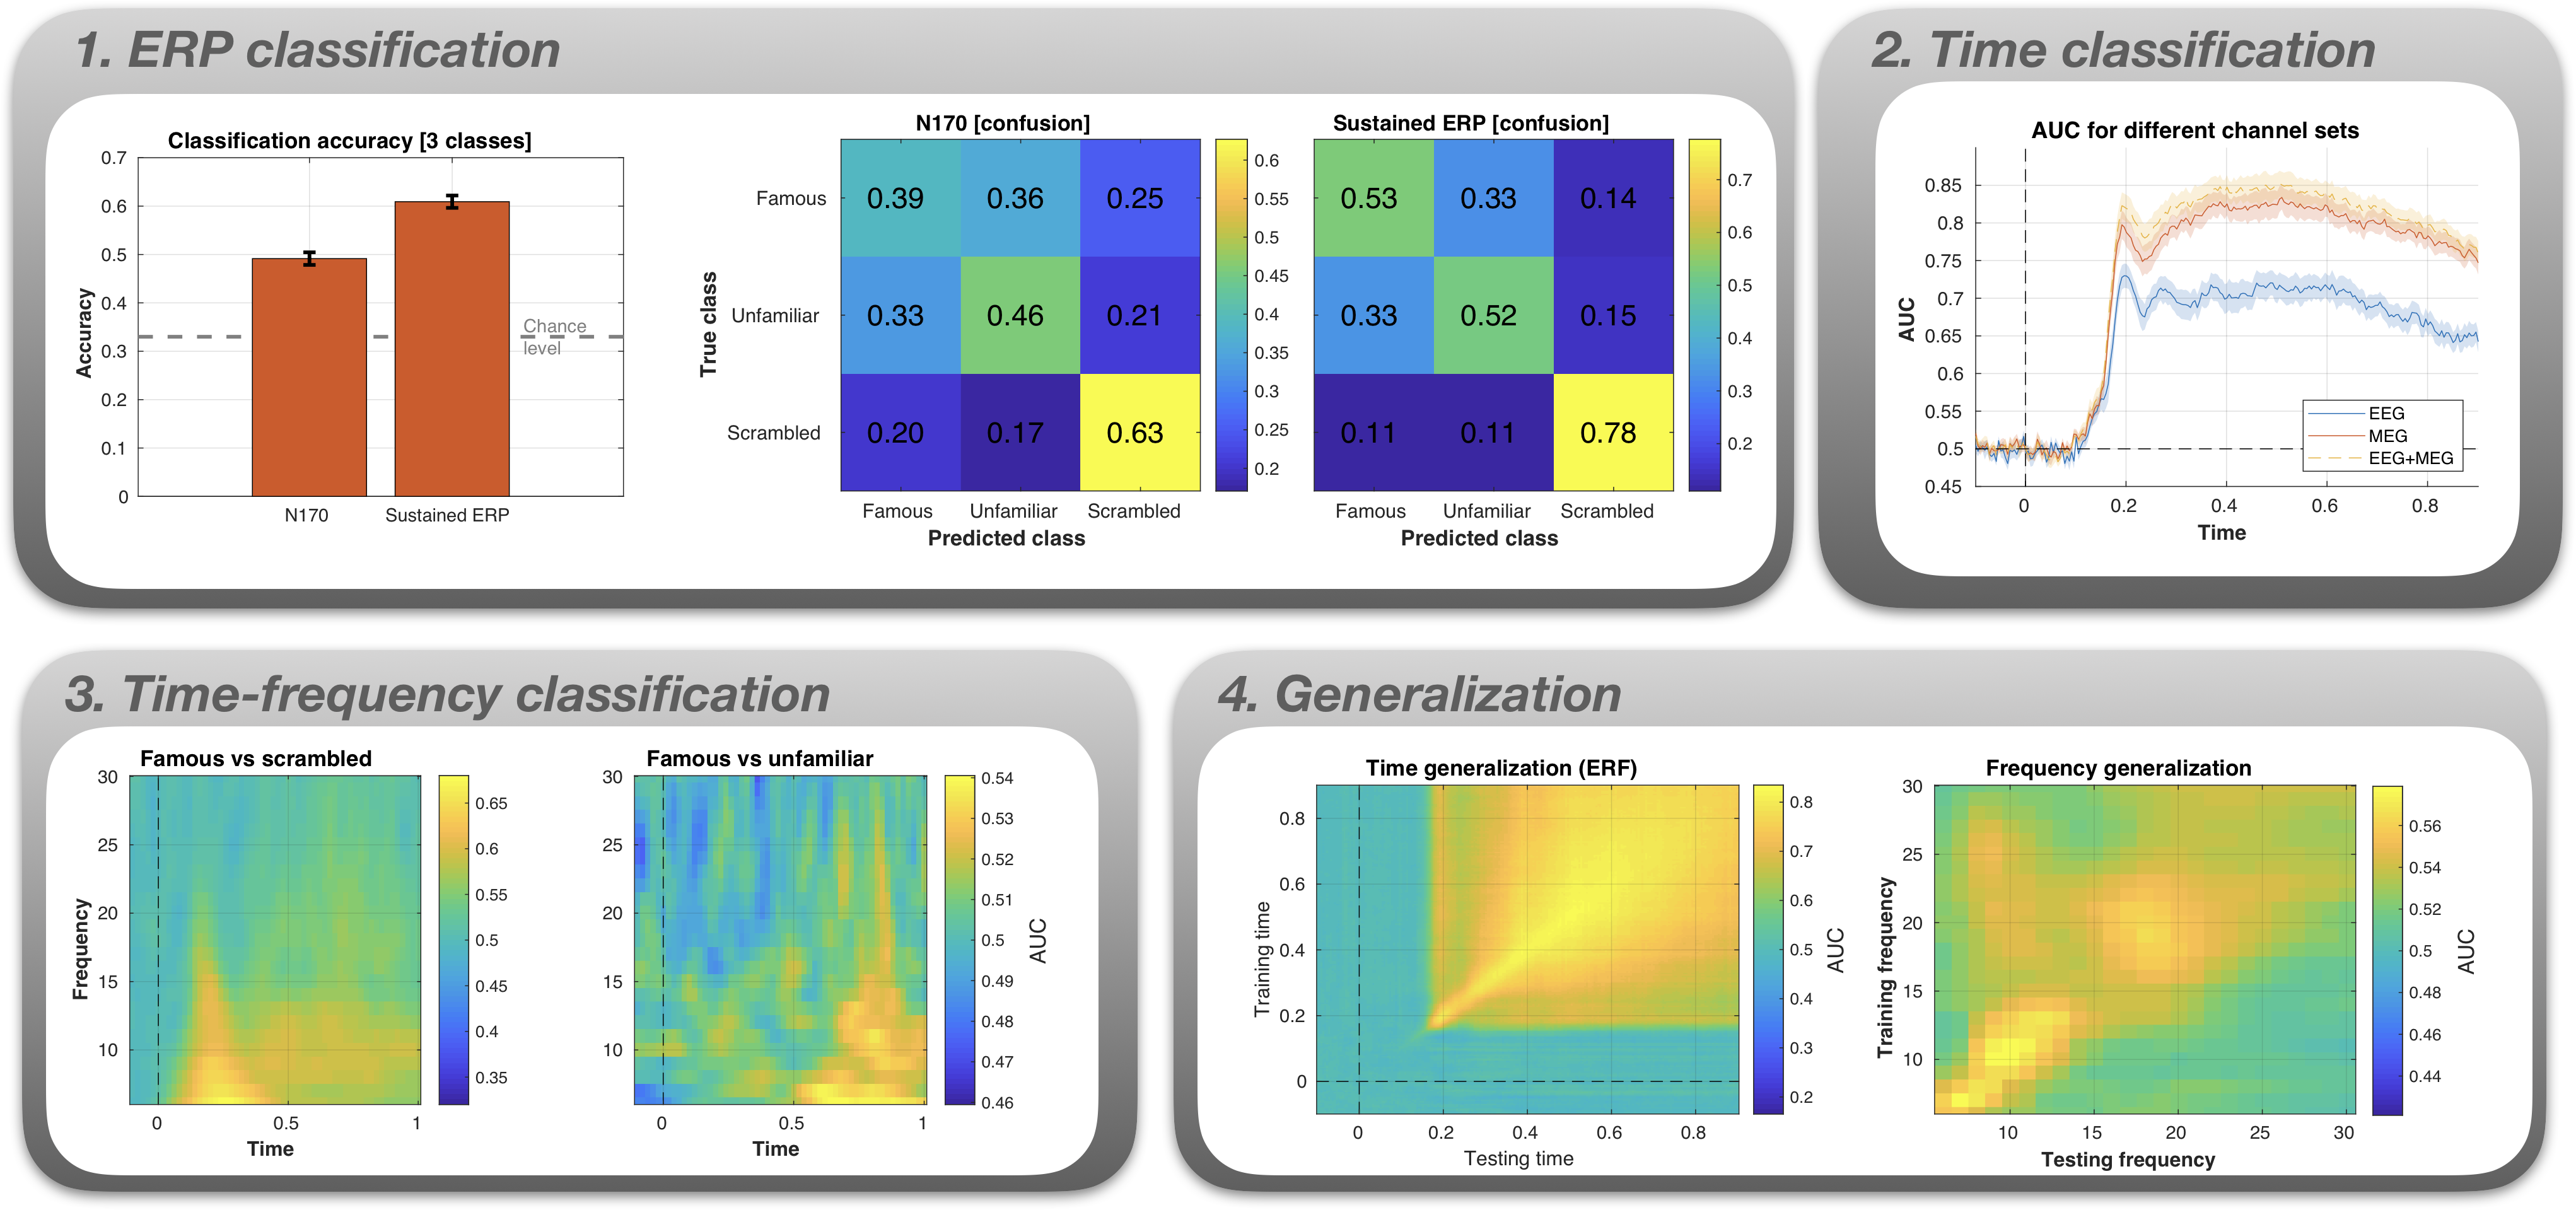 1. ERP classification
Classification accuracy [3 classes]
0.7
0.6
0.5
0.4
0.3
0.2
0.1
0
Accuracy
Chance
level
N170
Sustained ERP
N170 [confusion]
True class
Famous
Unfamiliar
Scrambled
0.39 0.36 0.25
0.33 0.46 0.21
0.20 0.17 0.63
Famous Unfamiliar Scrambled
Predicted class
0.6
0.55
0.5
0.45
0.4
0.35
0.3
0.25
0.2
Sustained ERP [confusion]
0.53 0.33 0.14
0.33 0.52 0.15
0.11 0.11 0.78
Famous Unfamiliar Scrambled
Predicted class
0.7
0.6
0.5
0.4
0.3
0.2
2. Time classification
AUC for different channel sets
0.85
0.8
0.75
0.7
0.65
0.6
0.55
0.5
0.45
AUC
EEG
MEG
EEG+MEG
0 0.2 0.4 0.6 0.8
Time
3. Time-frequency classification
Famous vs scrambled
30
25
20
15
10
Frequency
0 0.5 1
Time
0.65
0.6
0.55
0.5
0.45
0.4
0.35
Famous vs unfamiliar
30
25
20
15
10
0 0.5 1
Time
0.54
0.53
0.52
0.51
0.5
0.49
0.48
0.47
0.46
AUC
4. Generalization
Time generalization (ERF)
0.8
0.6
0.4
0.2
0
Training time
0 0.2 0.4 0.6 0.8
Testing time
0.8
0.7
0.6
0.5
0.4
0.3
0.2
AUC
Frequency generalization
30
25
20
15
10
Training frequency
10 15 20 25 30
Testing frequency
0.56
0.54
0.52
0.5
0.48
0.46
0.44
AUC